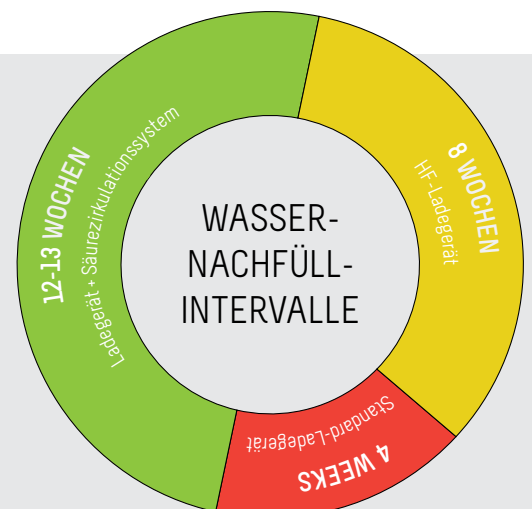 WASSER-
NACHFÜLL-
INTERVALLE
8 WOCHEN
HF-Ladegerät
4 WEEKS
Standard-Ladegerät
12-13 WOCHEN
Ladegerät + Säurezirkulationssystem